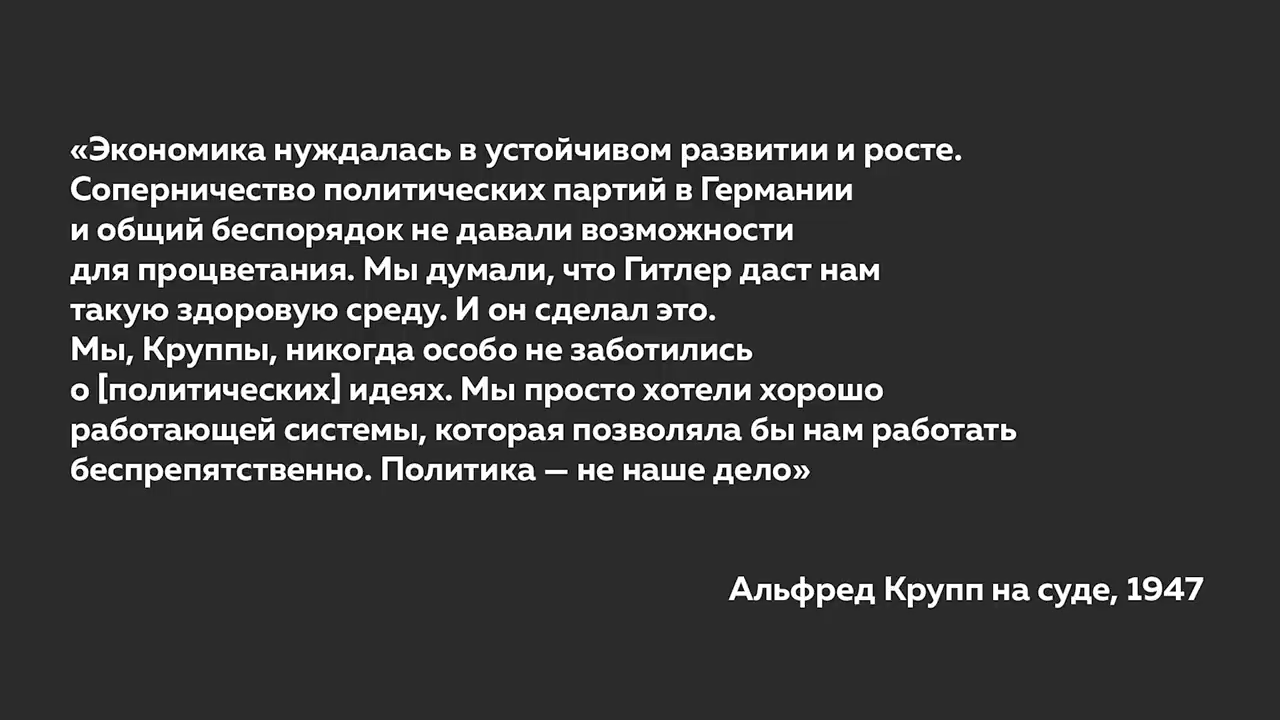 «Экономика нуждалась в устойчивом развитии и росте.
Соперничество политических партий в Германии
и общий беспорядок не давали возможности
для процветания. Мы думали, что Гитлер даст нам
такую здоровую среду. И он сделал это.
Мы, Круппы, никогда особо не заботились
о [политических] идеях. Мы просто хотели хорошо
работающей системы, которая позволяла бы нам работать
беспрепятственно. Политика — не наше дело»
Альфред Крупп на суде, 1947